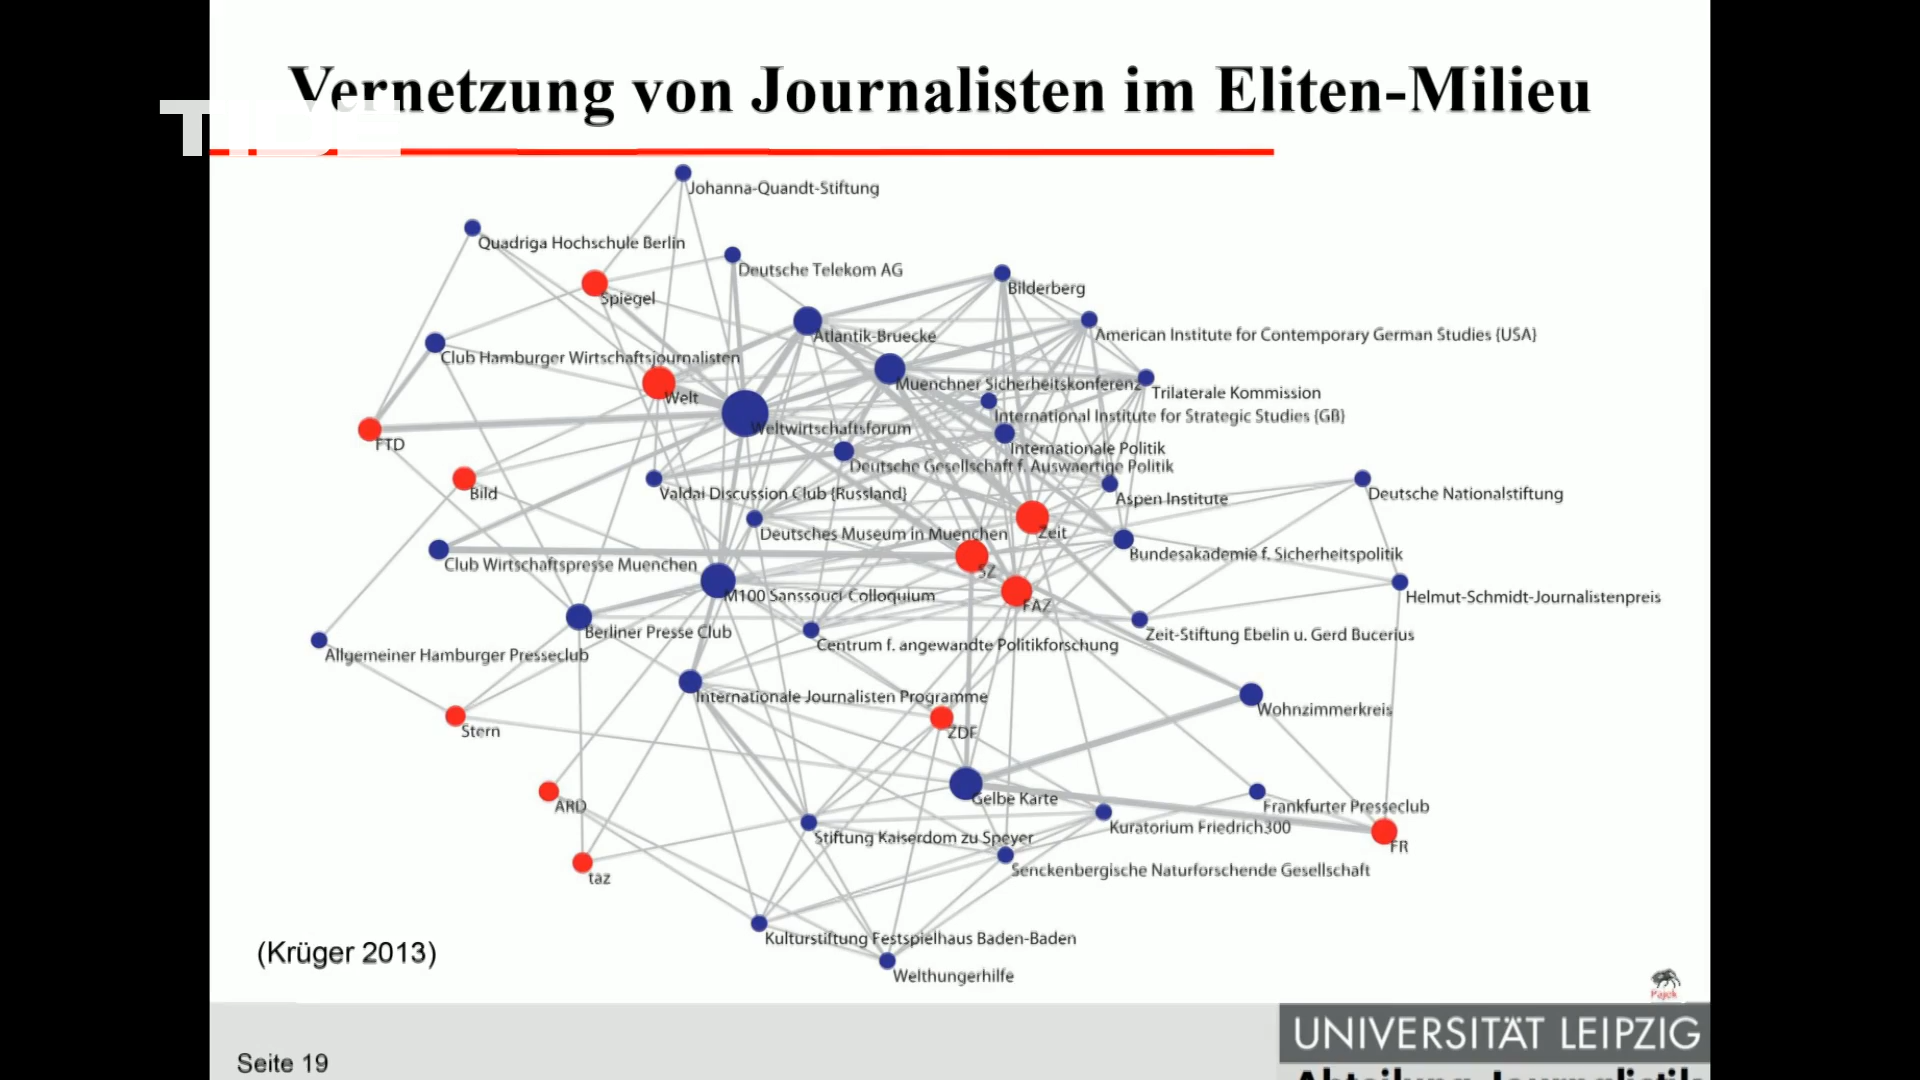 Vernetzung von Journalisten im Eliten-Milieu
TIDE
Johanna-Quandt-Stiftung
Quadriga Hochschule Berlin
Deutsche Telekom AG
Bilderberg
Spiegel
Atlantik-Bruecke
American Institute for Contemporary German Studies (USA)
Club Hamburger Wirtschaftsjournalisten
Muenchner Sicherheitskonferenz
Trilaterale Kommission
Welt
International Institute for Strategic Studies (GB)
Weltwirtschaftsforum
FTD
Internationale Politik
Deutsche Gesellschaft f. Auswaertige Politik
Bild
Valdai Discussion Club (Russland)
Aspen Institute
Deutsche Nationalstiftung
Deutsches Museum in Muenchen
Zeit
Club Wirtschaftspresse Muenchen
SZ
Bundesakademie f. Sicherheitspolitik
M100 Sanssouci Colloquium
FAZ
Helmut-Schmidt-Journalistenpreis
Berliner Presse Club
Centrum f. angewandte Politikforschung
Zeit-Stiftung Ebelin u. Gerd Bucerius
Allgemeiner Hamburger Presseclub
Internationale Journalisten Programme
Wohnzimmerkreis
Stern
ZDF
ARD
Gelbe Karte
Frankfurter Presseclub
Stiftung Kaiserdom zu Speyer
Kuratorium Friedrich300
FR
taz
Senckenbergische Naturforschende Gesellschaft
Kulturstiftung Festspielhaus Baden-Baden
Welthungerhilfe
(Krüger 2013)
Pajek
UNIVERSITÄT LEIPZIG
Seite 19
Abteilung Journalistik